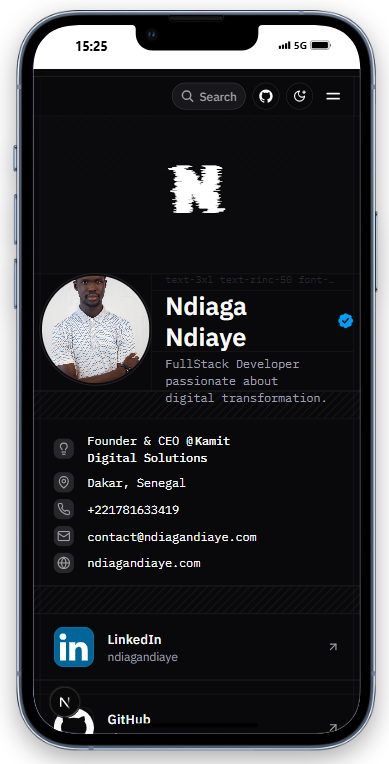 15:25
5G
Search
N
text-3xl text-zinc-50 font-…
Ndiaga
Ndiaye
FullStack Developer
passionate about
digital transformation.
Founder & CEO @Kamit
Digital Solutions
Dakar, Senegal
+221781633419
contact@ndiagandiaye.com
ndiagandiaye.com
in
LinkedIn
ndiagandiaye
N
GitHub